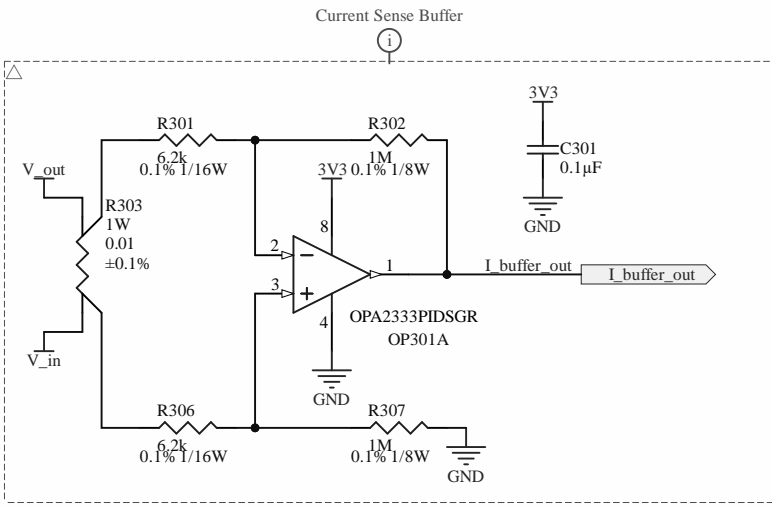 Current Sense Buffer
i
3V3
R301
R302
C301
6.2k
1M
0.1% 1/16W
3V3
0.1% 1/8W
0.1µF
V_out
R303
1W
0.01
±0.1%
8
GND
2
1
I_buffer_out
I_buffer_out
3
4
OPA2333PIDSGR
OP301A
V_in
GND
R306
R307
6.2k
1M
0.1% 1/16W
0.1% 1/8W
GND